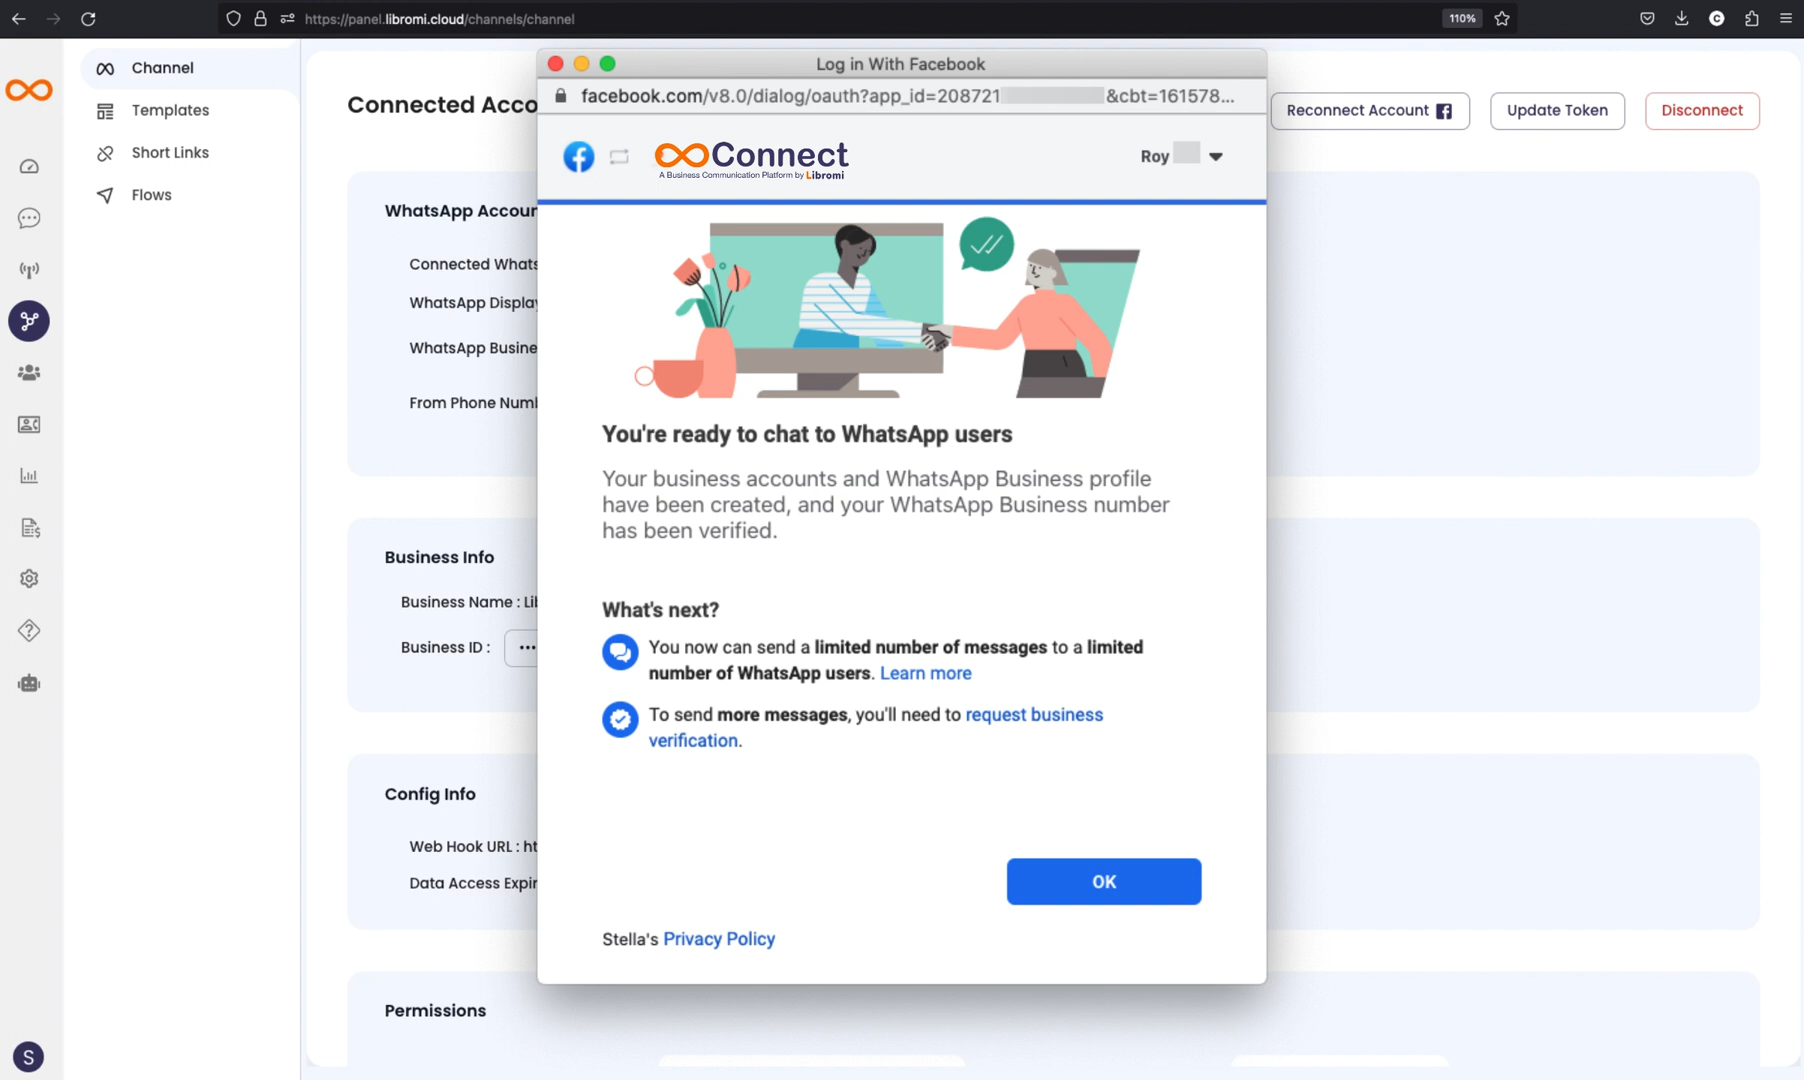 https://panel.libromi.cloud/channels/channel
110%
Channel
Templates
Short Links
Flows
S
Connected Acco
Reconnect Account
Update Token
Disconnect
WhatsApp Accoun
Connected Whats
WhatsApp Display
WhatsApp Busine
From Phone Numb
Business Info
Business Name : Lib
Business ID :
Config Info
Web Hook URL : ht
Data Access Expir
Permissions
Log in With Facebook
facebook.com/v8.0/dialog/oauth?app_id=208721 &cbt=161578...
Connect
A Business Communication Platform by Libromi
Roy
You're ready to chat to WhatsApp users
Your business accounts and WhatsApp Business profile
have been created, and your WhatsApp Business number
has been verified.
What's next?
You now can send a limited number of messages to a limited
number of WhatsApp users. Learn more
To send more messages, you'll need to request business
verification.
OK
Stella's Privacy Policy